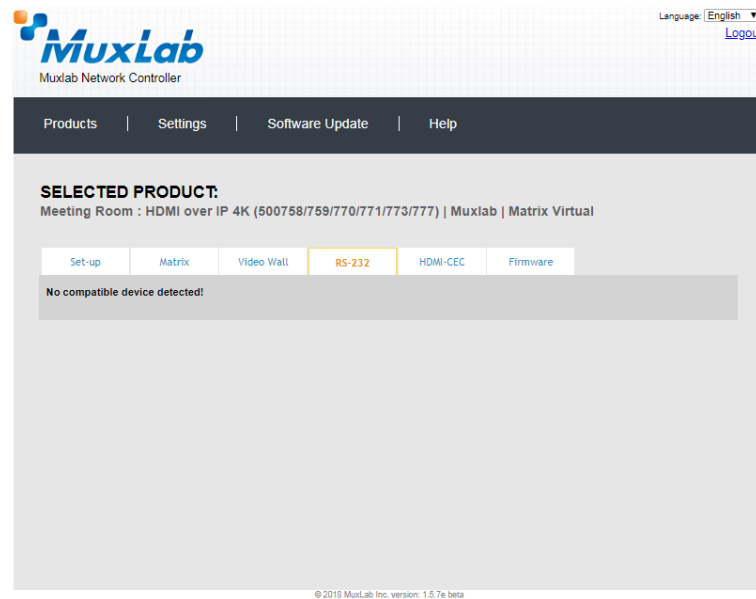 Language: English
Logou
MuxLab
Muxlab Network Controller
Products | Settings | Software Update | Help
SELECTED PRODUCT:
Meeting Room : HDMI over IP 4K (500758/759/770/771/773/777) | Muxlab | Matrix Virtual
Set-up Matrix Video Wall RS-232 HDMI-CEC Firmware
No compatible device detected!
© 2018 MuxLab Inc. version: 1.5.7e beta